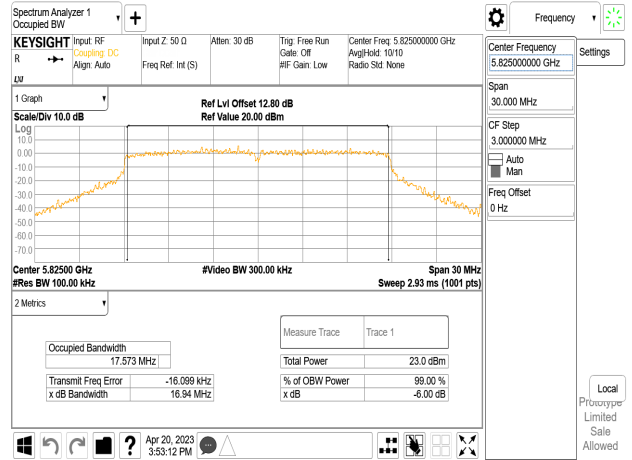 Spectrum Analyzer 1
Occupied BW
Frequency
KEYSIGHT
Input: RF
Coupling: DC
Align: Auto
Input Z: 50 Ω
Freq Ref: Int (S)
Atten: 30 dB
Trig: Free Run
Gate: Off
#IF Gain: Low
Center Freq: 5.825000000 GHz
Avg|Hold: 10/10
Radio Std: None
R
LXI
Center Frequency
5.825000000 GHz
Settings
Span
30.000 MHz
CF Step
3.000000 MHz
Auto
Man
Freq Offset
0 Hz
1 Graph
Scale/Div 10.0 dB
Ref Lvl Offset 12.80 dB
Ref Value 20.00 dBm
Log
10.0
0.00
-10.0
-20.0
-30.0
-40.0
-50.0
-60.0
-70.0
Center 5.82500 GHz
#Video BW 300.00 kHz
Span 30 MHz
#Res BW 100.00 kHz
Sweep 2.93 ms (1001 pts)
2 Metrics
Measure Trace
Trace 1
Occupied Bandwidth
17.573 MHz
Total Power
23.0 dBm
Transmit Freq Error
-16.099 kHz
% of OBW Power
99.00 %
x dB Bandwidth
16.94 MHz
x dB
-6.00 dB
Local
Prototype
Limited
Sale
Allowed
?
Apr 20, 2023
3:53:12 PM